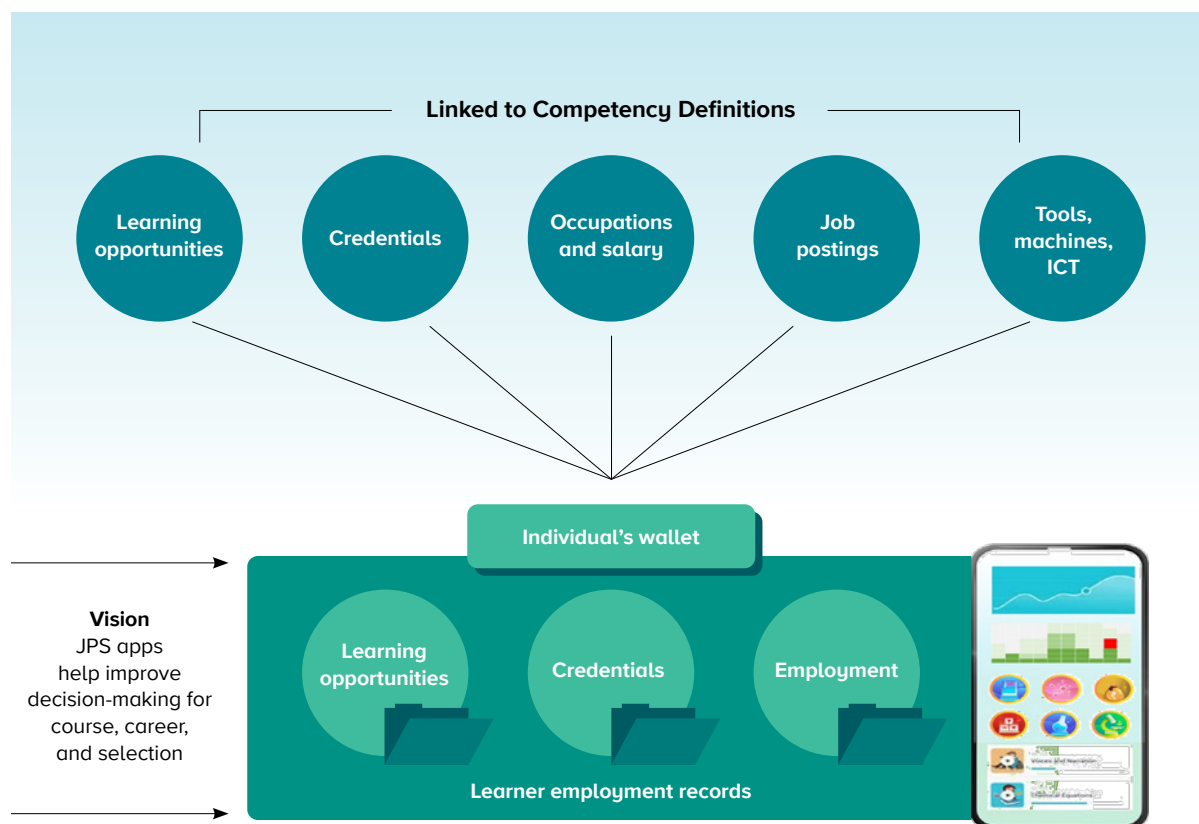 Linked to Competency Definitions
Learning
opportunities
Credentials
Occupations
and salary
Job
postings
Tools,
machines,
ICT
Individual's wallet
Vision
JPS apps
help improve
decision-making for
course, career,
and selection
Learning
opportunities
Credentials
Employment
Learner employment records